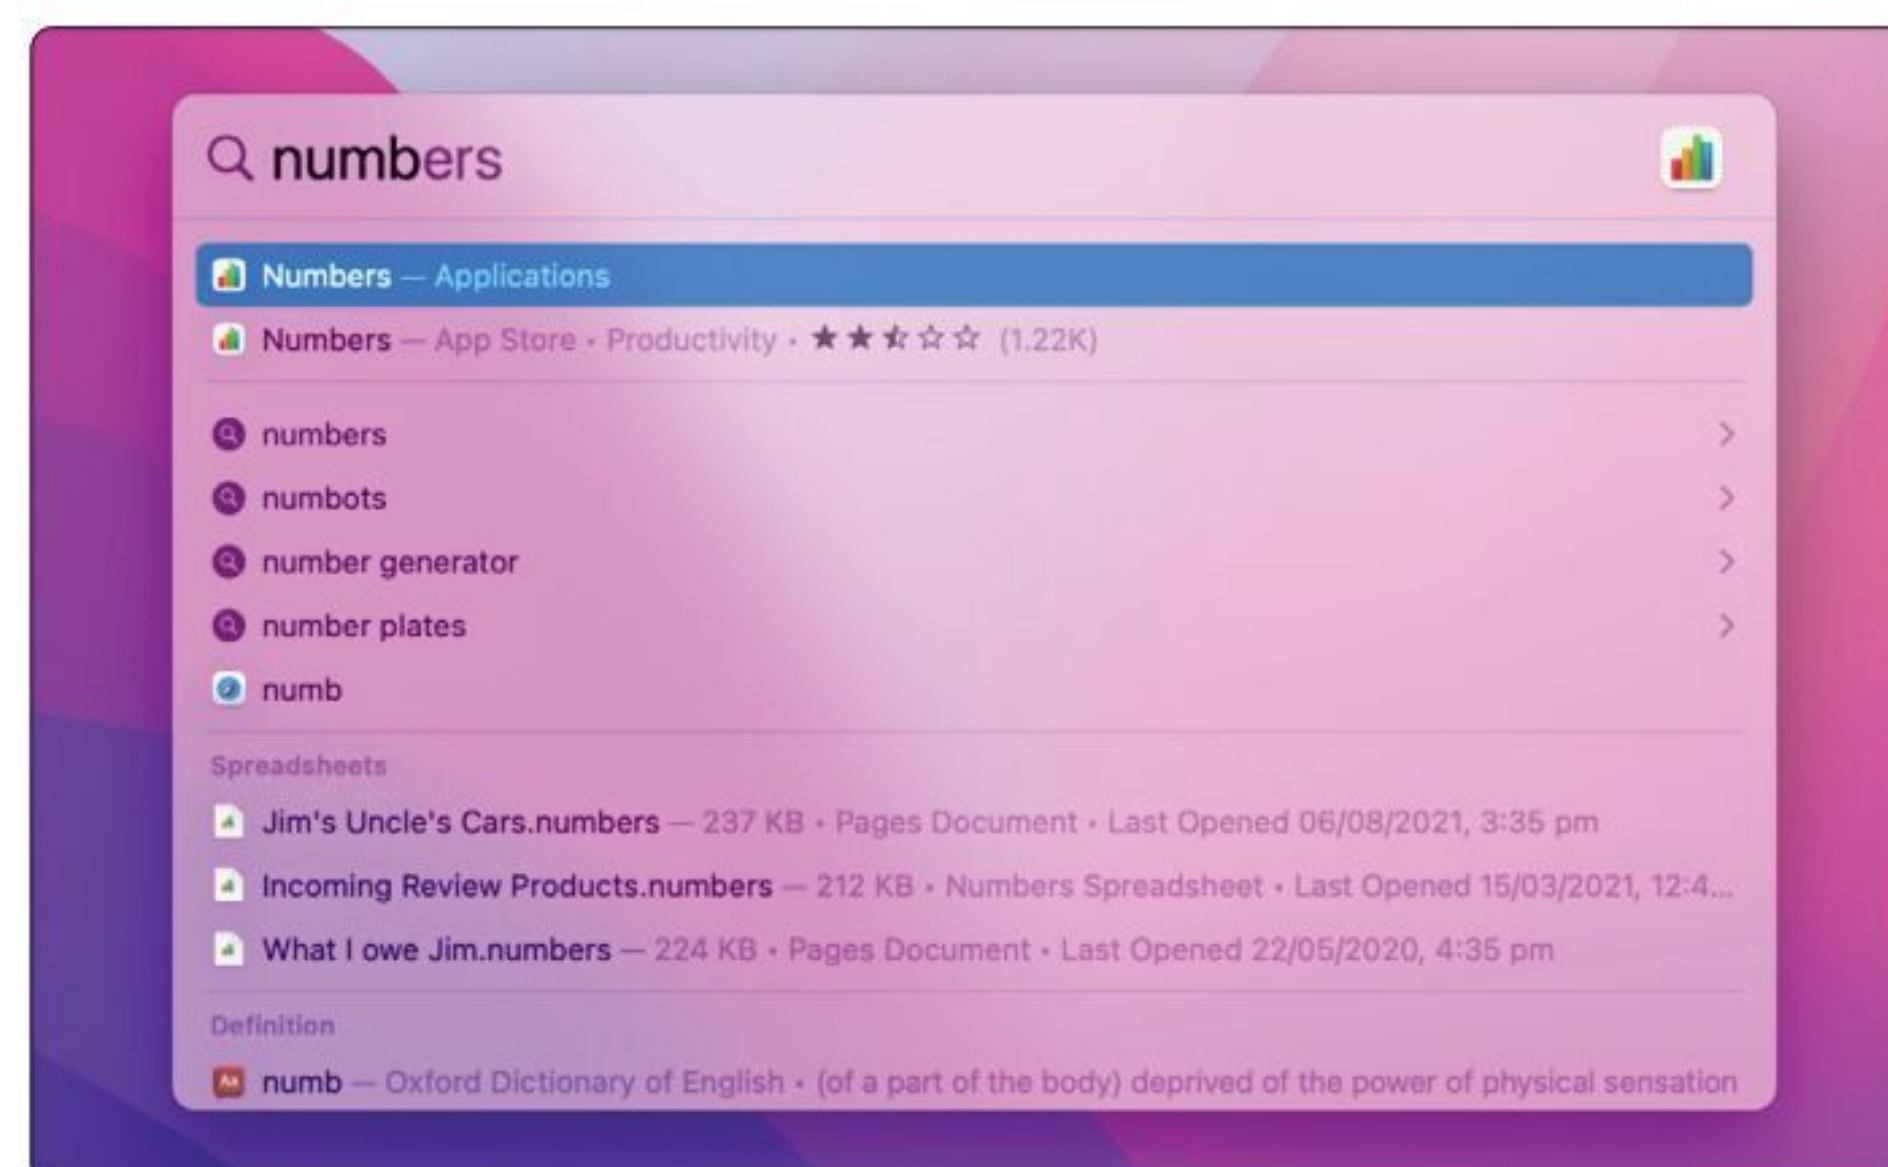 numbers
Numbers — Applications
Numbers — App Store • Productivity • ★★⯪☆☆ (1.22K)
numbers
numbots
number generator
number plates
numb
Spreadsheets
Jim's Uncle's Cars.numbers — 237 KB • Pages Document • Last Opened 06/08/2021, 3:35 pm
Incoming Review Products.numbers — 212 KB • Numbers Spreadsheet • Last Opened 15/03/2021, 12:4...
What I owe Jim.numbers — 224 KB • Pages Document • Last Opened 22/05/2020, 4:35 pm
Definition
Aa numb — Oxford Dictionary of English • (of a part of the body) deprived of the power of physical sensation